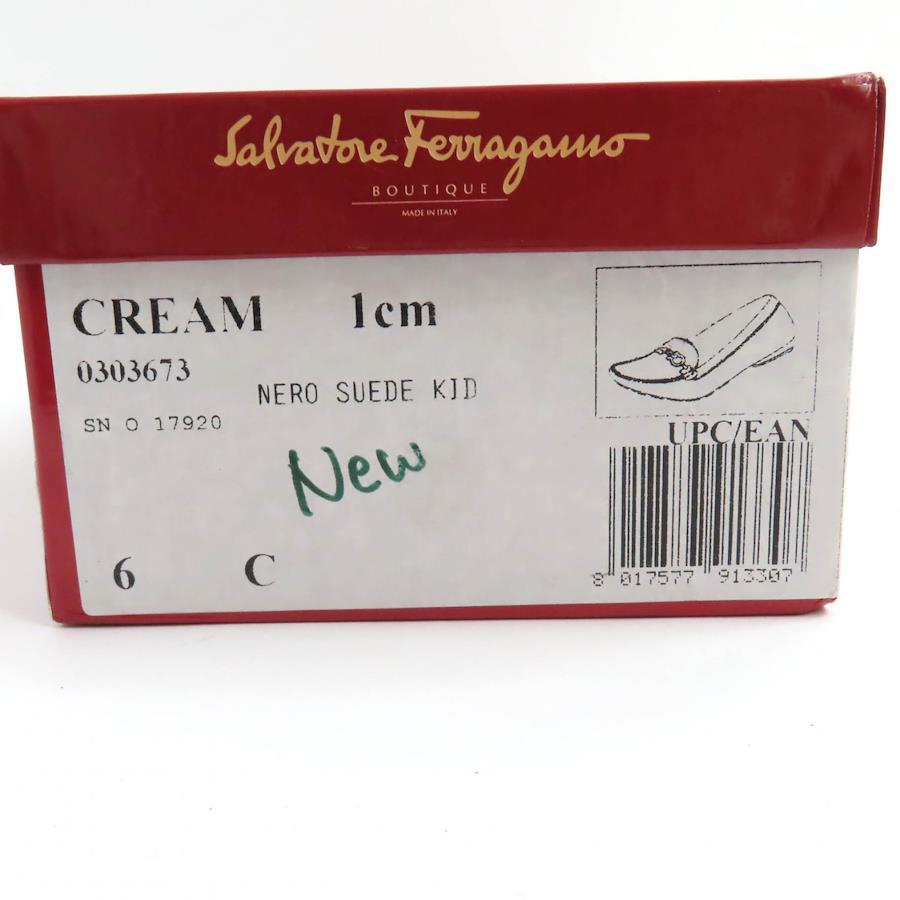 Salvatore Ferragamo
BOUTIQUE
MADE IN ITALY
CREAM 1cm
0303673
NERO SUEDE KID
SN O 17920
New
UPC/EAN
6 C
8 017577 913307